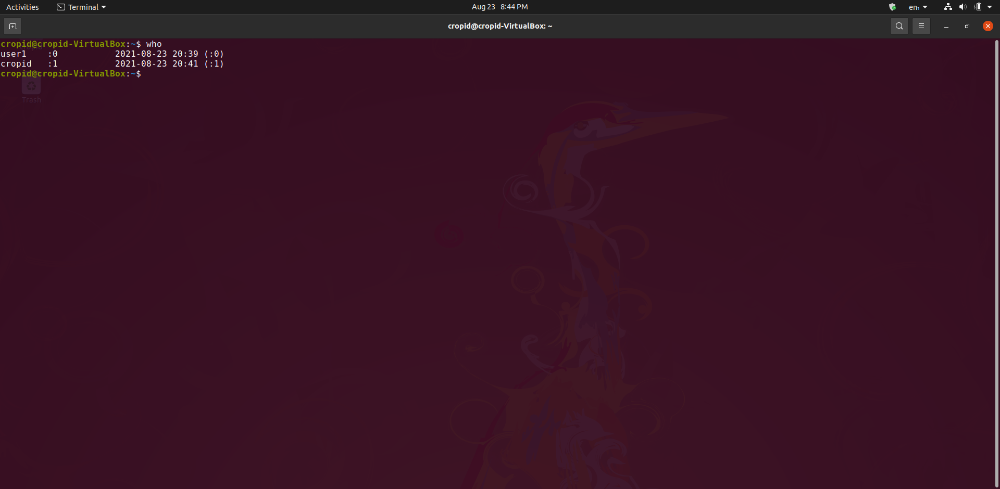 Activities Terminal Aug 23 8:44 PM en₁
cropid@cropid-VirtualBox: ~
cropid@cropid-VirtualBox:~$ who
user1    :0           2021-08-23 20:39 (:0)
cropid   :1           2021-08-23 20:41 (:1)
cropid@cropid-VirtualBox:~$
Trash